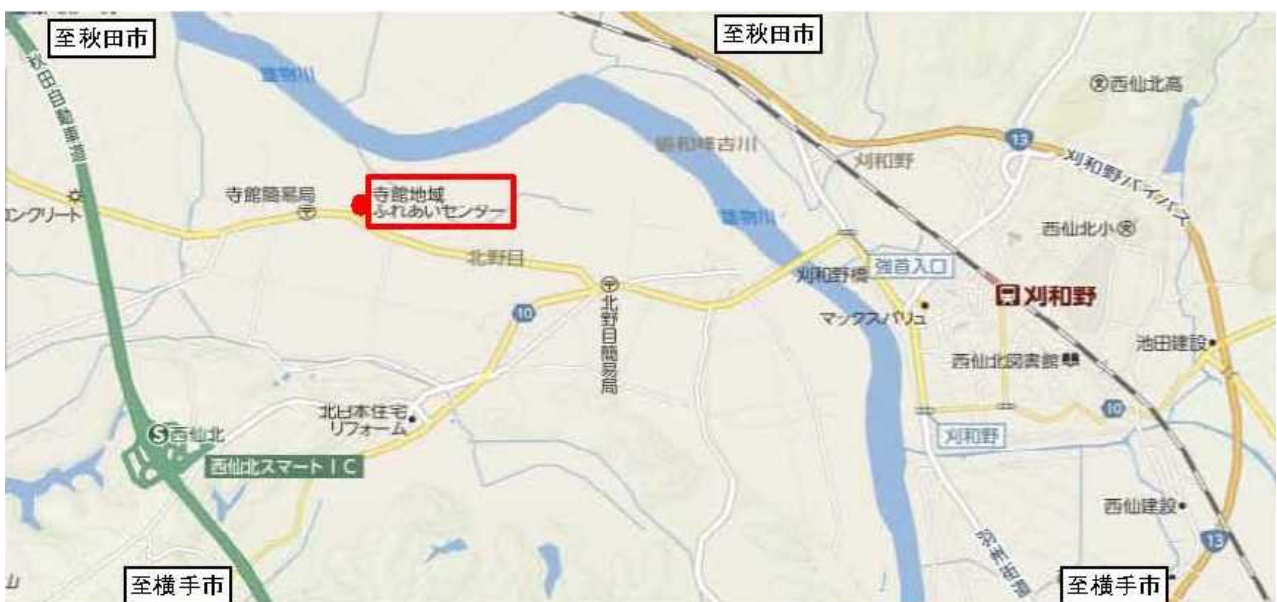 至秋田市
至秋田市
秋田自動車道
雄物川
西仙北高
13
刈和野バイパス
刈和野
寺館簡易局
寺館地域
ふれあいセンター
コンクリート
雄物川
西仙北小
北野目
刈和野橋
強首入口
刈和野
10
北野目簡易局
マックスバリュ
池田建設
西仙北図書館
北日本住宅
リフォーム
10
刈和野
S西仙北
西仙北スマートIC
西仙建設
13
羽州街道
山
至横手市
至横手市